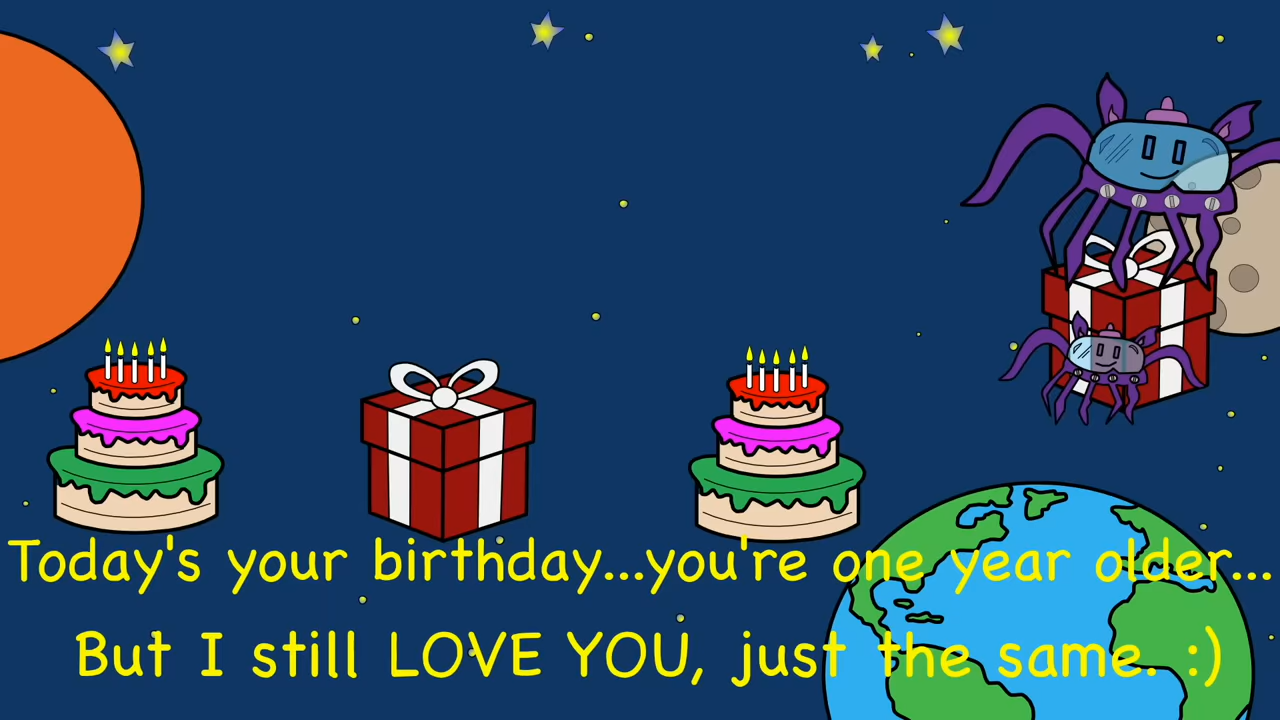 Today's your birthday...you're one year older...
But I still LOVE YOU, just the same. :)